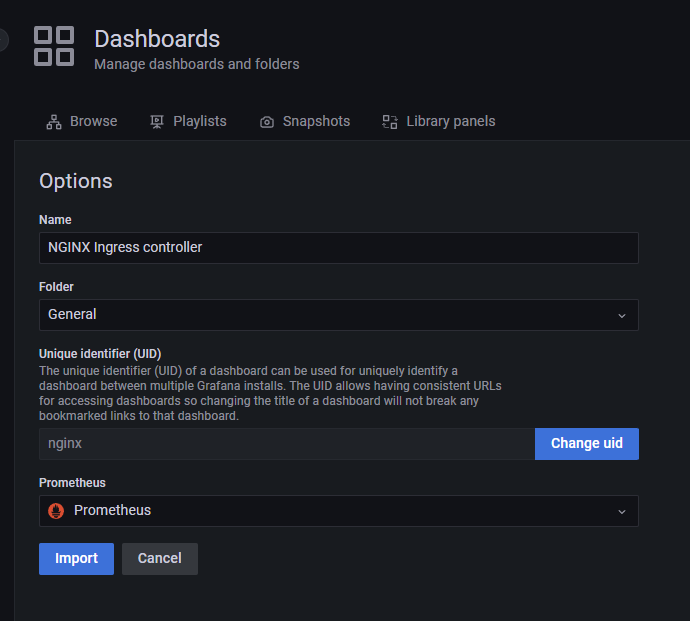 Dashboards
Manage dashboards and folders
Browse Playlists Snapshots Library panels
Options
Name
NGINX Ingress controller
Folder
General
Unique identifier (UID)
The unique identifier (UID) of a dashboard can be used for uniquely identify a
dashboard between multiple Grafana installs. The UID allows having consistent URLs
for accessing dashboards so changing the title of a dashboard will not break any
bookmarked links to that dashboard.
nginx Change uid
Prometheus
Prometheus
Import Cancel